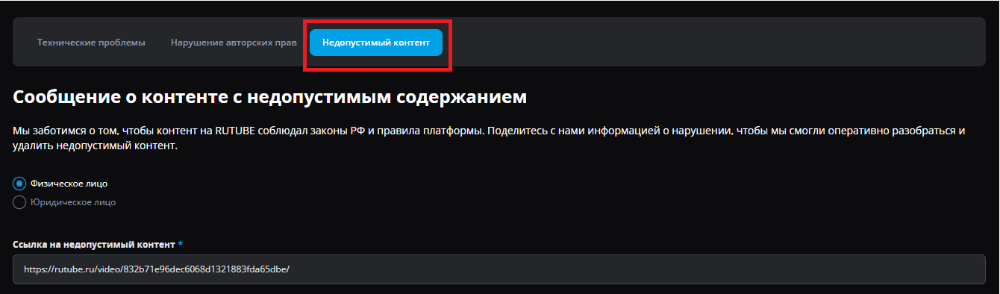 Технические проблемы Нарушение авторских прав Недопустимый контент
Сообщение о контенте с недопустимым содержанием
Мы заботимся о том, чтобы контент на RUTUBE соблюдал законы РФ и правила платформы. Поделитесь с нами информацией о нарушении, чтобы мы смогли оперативно разобраться и
удалить недопустимый контент.
Физическое лицо
Юридическое лицо
Ссылка на недопустимый контент *
https://rutube.ru/video/832b71e96dec6068d1321883fda65dbe/